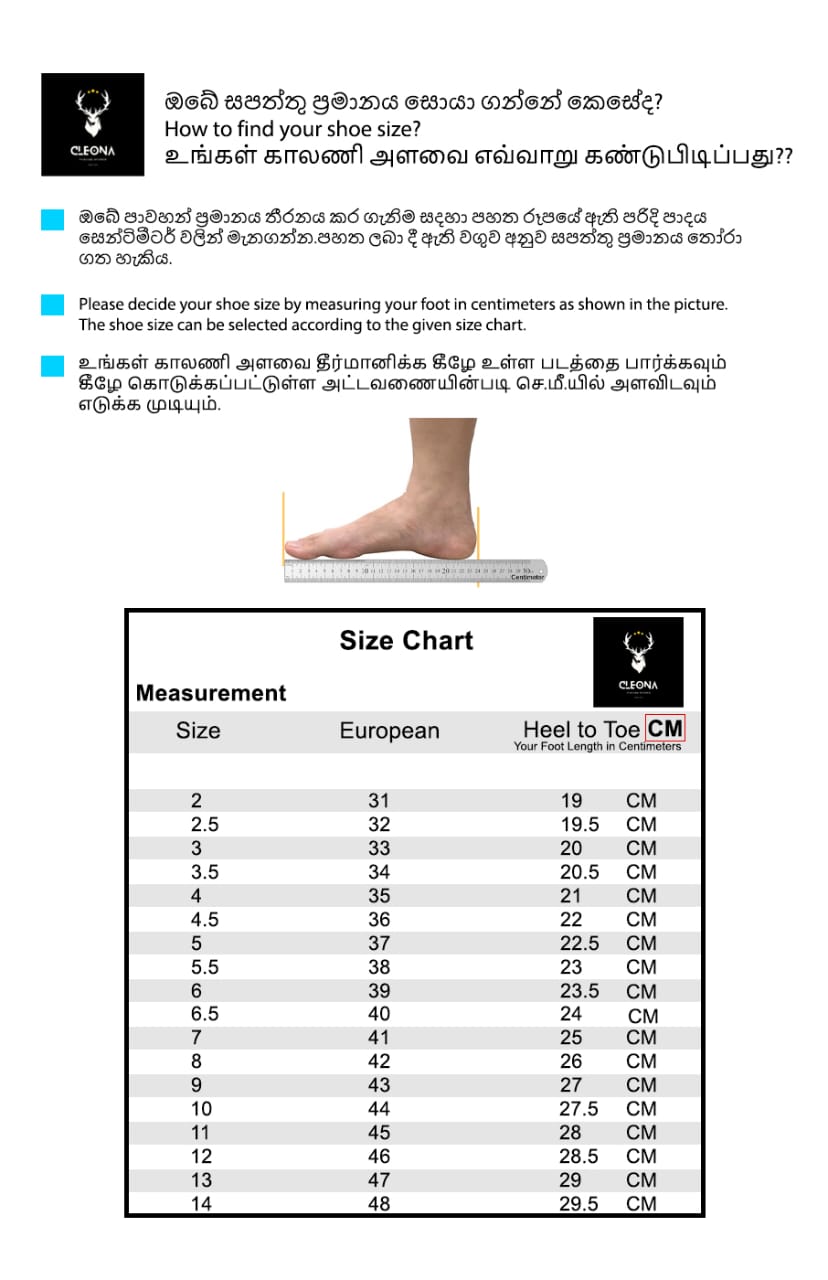 CLEONA
ඔබේ සපත්තු ප්‍රමානය සොයා ගන්නේ කෙසේද?
How to find your shoe size?
உங்கள் காலணி அளவை எவ்வாறு கண்டுபிடிப்பது??
ඔබේ පාවහන් ප්‍රමානය තීරනය කර ගැනිම සදහා පහත රූපයේ ඇති පරිදි පාදය
සෙන්ටිමීටර් වලින් මැනගන්න.පහත ලබා දී ඇති වගුව අනුව සපත්තු ප්‍රමානය තෝරා
ගත හැකිය.
Please decide your shoe size by measuring your foot in centimeters as shown in the picture.
The shoe size can be selected according to the given size chart.
உங்கள் காலணி அளவை தீர்மானிக்க கீழே உள்ள படத்தை பார்க்கவும்
கீழே கொடுக்கப்பட்டுள்ள அட்டவணையின்படி செ.மீ.யில் அளவிடவும்
எடுக்க முடியும்.
Centimeter
Size Chart
CLEONA
Measurement
Size European Heel to Toe CM
Your Foot Length in Centimeters
2 31 19 CM
2.5 32 19.5 CM
3 33 20 CM
3.5 34 20.5 CM
4 35 21 CM
4.5 36 22 CM
5 37 22.5 CM
5.5 38 23 CM
6 39 23.5 CM
6.5 40 24 CM
7 41 25 CM
8 42 26 CM
9 43 27 CM
10 44 27.5 CM
11 45 28 CM
12 46 28.5 CM
13 47 29 CM
14 48 29.5 CM